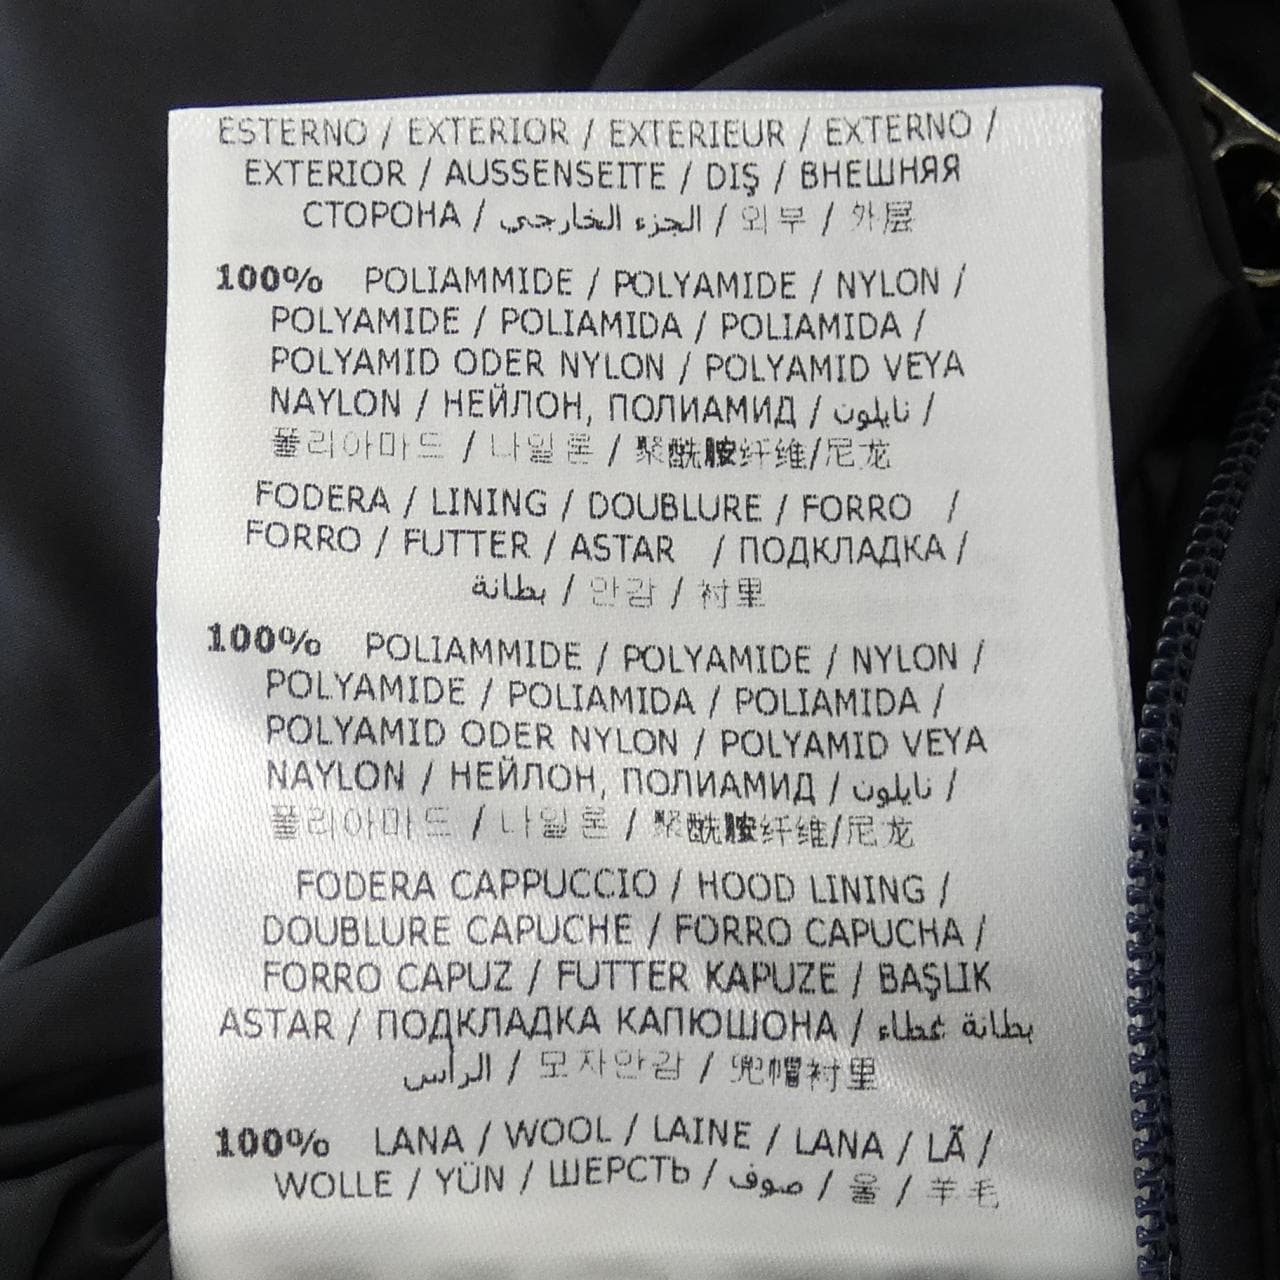 ESTERNO / EXTERIOR / EXTERIEUR / EXTERNO /
EXTERIOR / AUSSENSEITE / DIŞ / ВНЕШНЯЯ
СТОРОНА / الجزء الخارجي / 외부 / 外层
100% POLIAMMIDE / POLYAMIDE / NYLON /
POLYAMIDE / POLIAMIDA / POLIAMIDA /
POLYAMID ODER NYLON / POLYAMID VEYA
NAYLON / НЕЙЛОН, ПОЛИАМИД / نايلون /
폴리아마드 / 나일론 / 聚酰胺纤维/尼龙
FODERA / LINING / DOUBLURE / FORRO /
FORRO / FUTTER / ASTAR / ПОДКЛАДКА /
بطانة / 안감 / 衬里
100% POLIAMMIDE / POLYAMIDE / NYLON /
POLYAMIDE / POLIAMIDA / POLIAMIDA /
POLYAMID ODER NYLON / POLYAMID VEYA
NAYLON / НЕЙЛОН, ПОЛИАМИД / نايلون /
폴리아마드 / 나일론 / 聚酰胺纤维/尼龙
FODERA CAPPUCCIO / HOOD LINING /
DOUBLURE CAPUCHE / FORRO CAPUCHA /
FORRO CAPUZ / FUTTER KAPUZE / BAŞLIK
ASTAR / ПОДКЛАДКА КАПЮШОНА / بطانة غطاء
الرأس / 모자안감 / 兜帽衬里
100% LANA / WOOL / LAINE / LANA / LÃ /
WOLLE / YÜN / ШЕРСТЬ / صوف / 울 / 羊毛